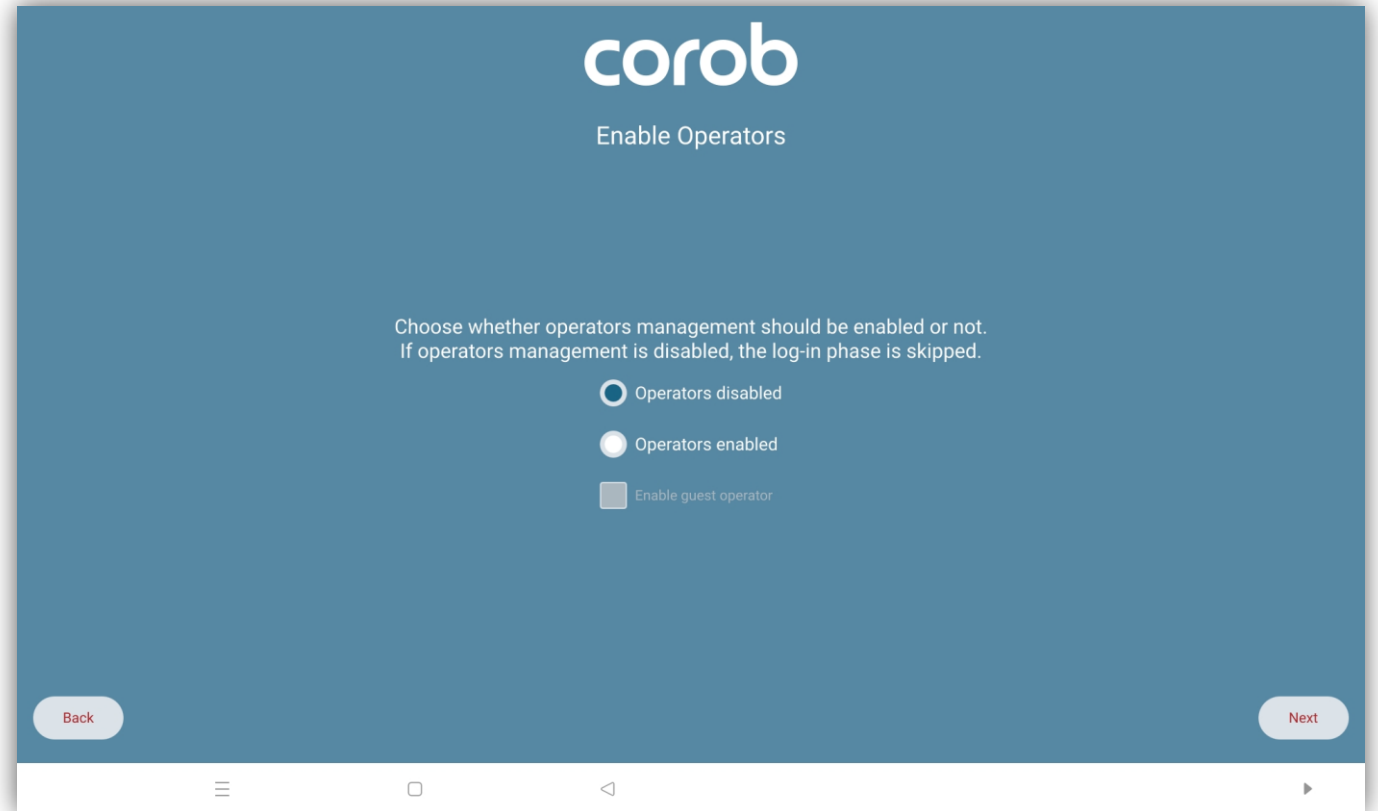 corob
Enable Operators
Choose whether operators management should be enabled or not.
If operators management is disabled, the log-in phase is skipped.
Operators disabled
Operators enabled
Enable guest operator
Back
Next